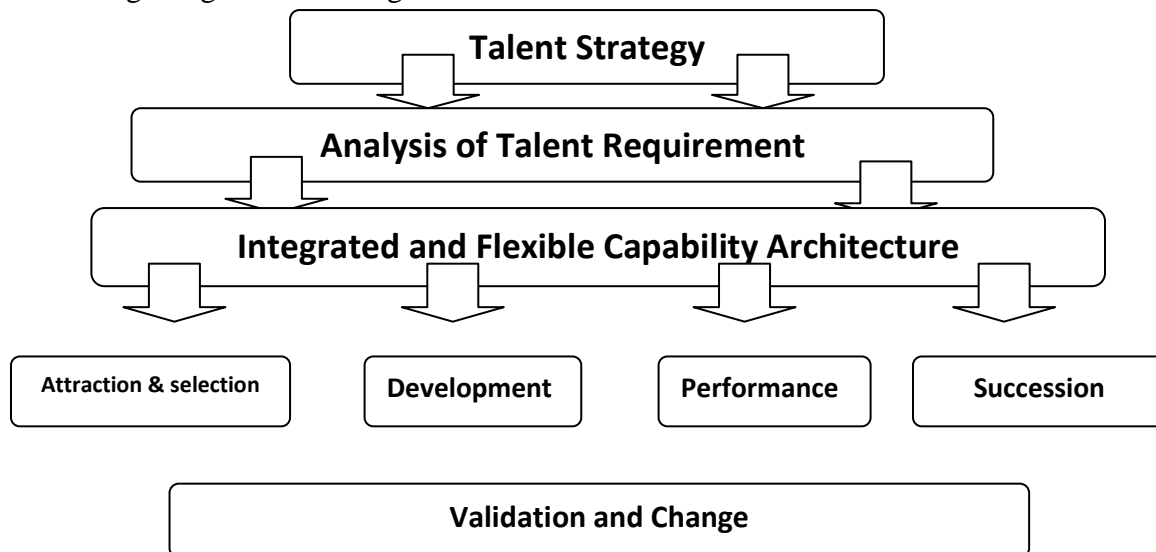 Talent Strategy
Analysis of Talent Requirement
Integrated and Flexible Capability Architecture
Attraction & selection
Development
Performance
Succession
Validation and Change